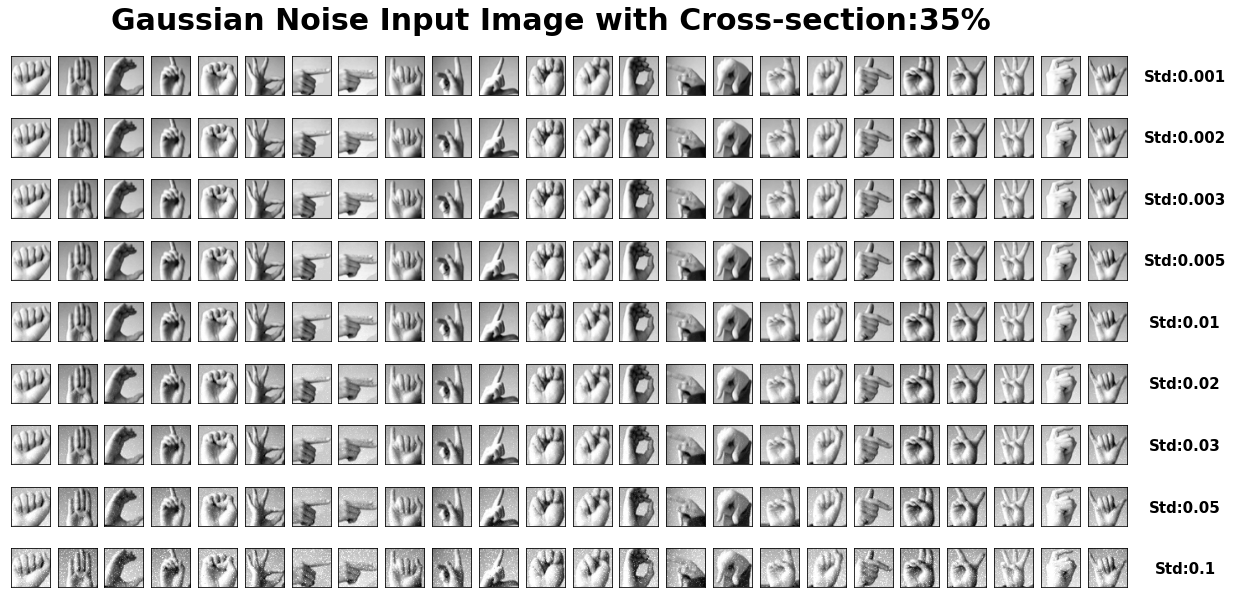 Gaussian Noise Input Image with Cross-section:35%
Std:0.001
Std:0.002
Std:0.003
Std:0.005
Std:0.01
Std:0.02
Std:0.03
Std:0.05
Std:0.1